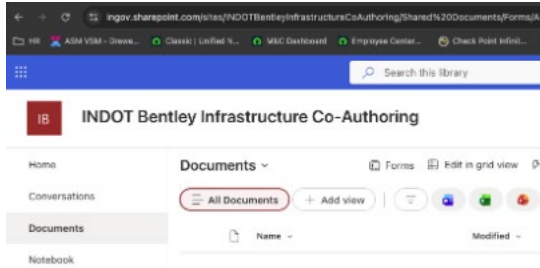 ingov.sharepoint.com/sites/INDOTBentleyInfrastructureCoAuthoring/Shared%20Documents/Forms/A
HR ASM VSM - Drewe... Classic | Unified N... Employee Center... Check Point Infinit...
Search this library
IB INDOT Bentley Infrastructure Co-Authoring
Home
Documents Forms Edit in grid view
Conversations
All Documents + Add view
Documents
Name Modified
Notebook